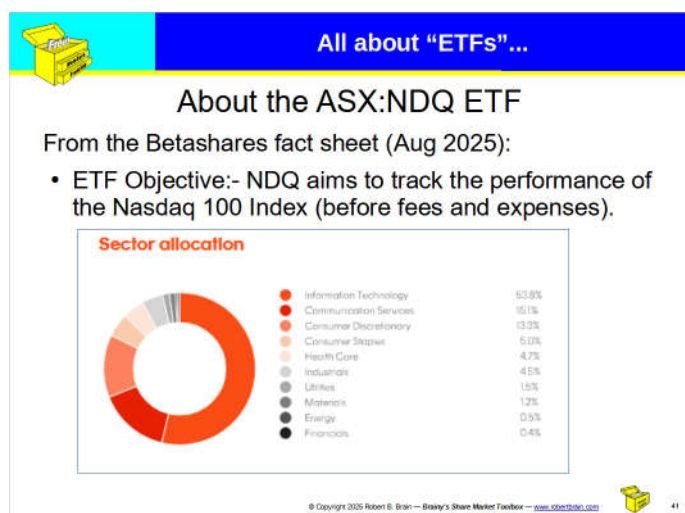 Free!
All about “ETFs”...
About the ASX:NDQ ETF
From the Betashares fact sheet (Aug 2025):
• ETF Objective:- NDQ aims to track the performance of
the Nasdaq 100 Index (before fees and expenses).
Sector allocation
Information Technology 53.8%
Communication Services 15.1%
Consumer Discretionary 13.3%
Consumer Staples 5.0%
Health Care 4.7%
Industrials 4.5%
Utilities 1.5%
Materials 1.2%
Energy 0.5%
Financials 0.4%
© Copyright 2025 Robert B. Brain — Brainy's Share Market Toolbox — www.robertbrain.com
41